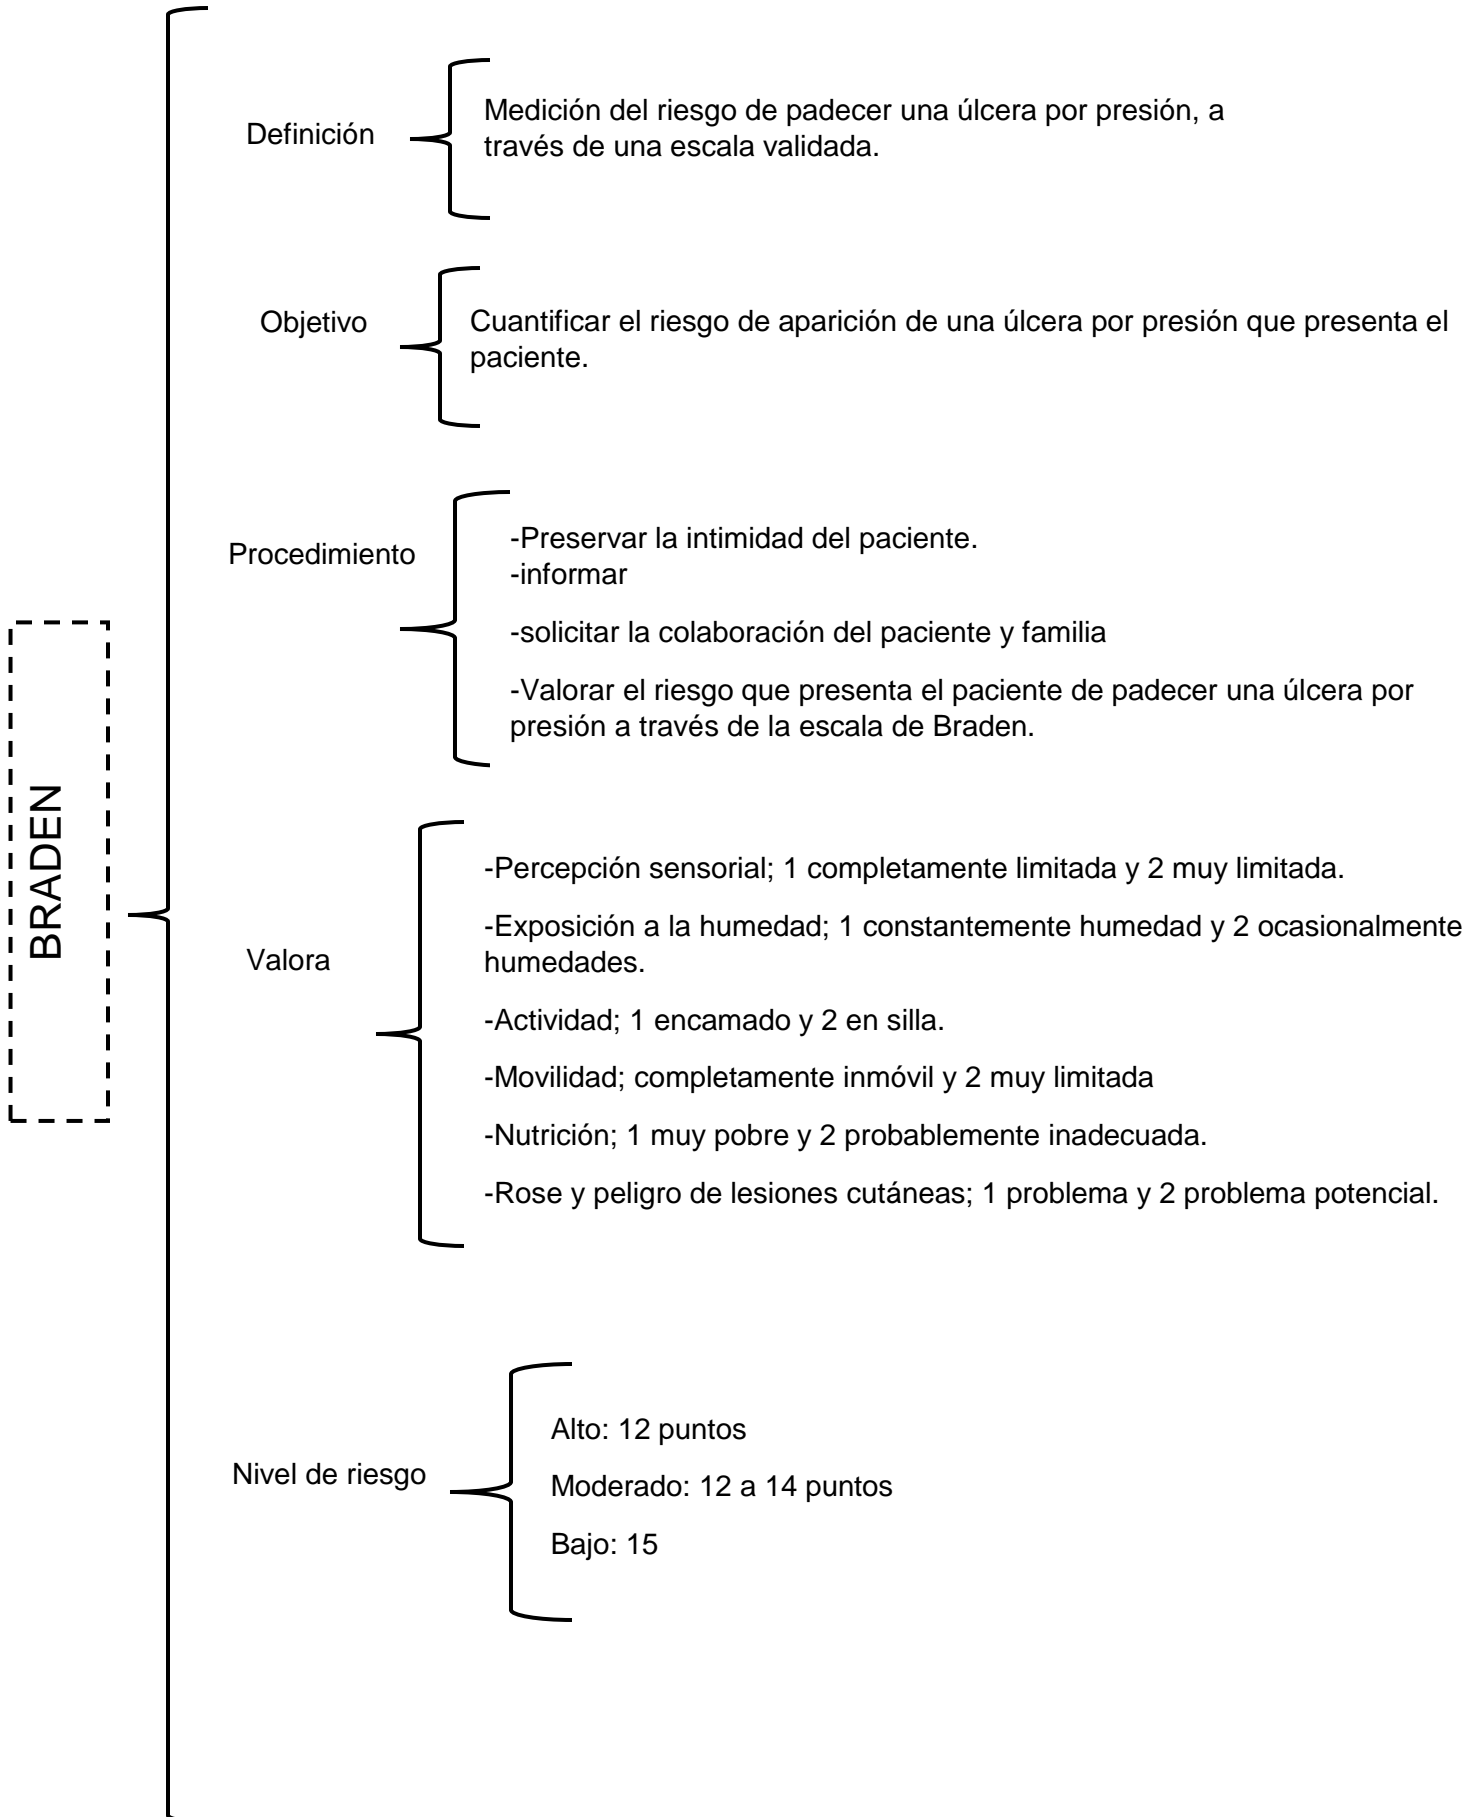 BRADEN
Definición
Medición del riesgo de padecer una úlcera por presión, a
través de una escala validada.
Objetivo
Cuantificar el riesgo de aparición de una úlcera por presión que presenta el
paciente.
Procedimiento
-Preservar la intimidad del paciente.
-informar
-solicitar la colaboración del paciente y familia
-Valorar el riesgo que presenta el paciente de padecer una úlcera por
presión a través de la escala de Braden.
Valora
-Percepción sensorial; 1 completamente limitada y 2 muy limitada.
-Exposición a la humedad; 1 constantemente humedad y 2 ocasionalmente
humedades.
-Actividad; 1 encamado y 2 en silla.
-Movilidad; completamente inmóvil y 2 muy limitada
-Nutrición; 1 muy pobre y 2 probablemente inadecuada.
-Rose y peligro de lesiones cutáneas; 1 problema y 2 problema potencial.
Nivel de riesgo
Alto: 12 puntos
Moderado: 12 a 14 puntos
Bajo: 15